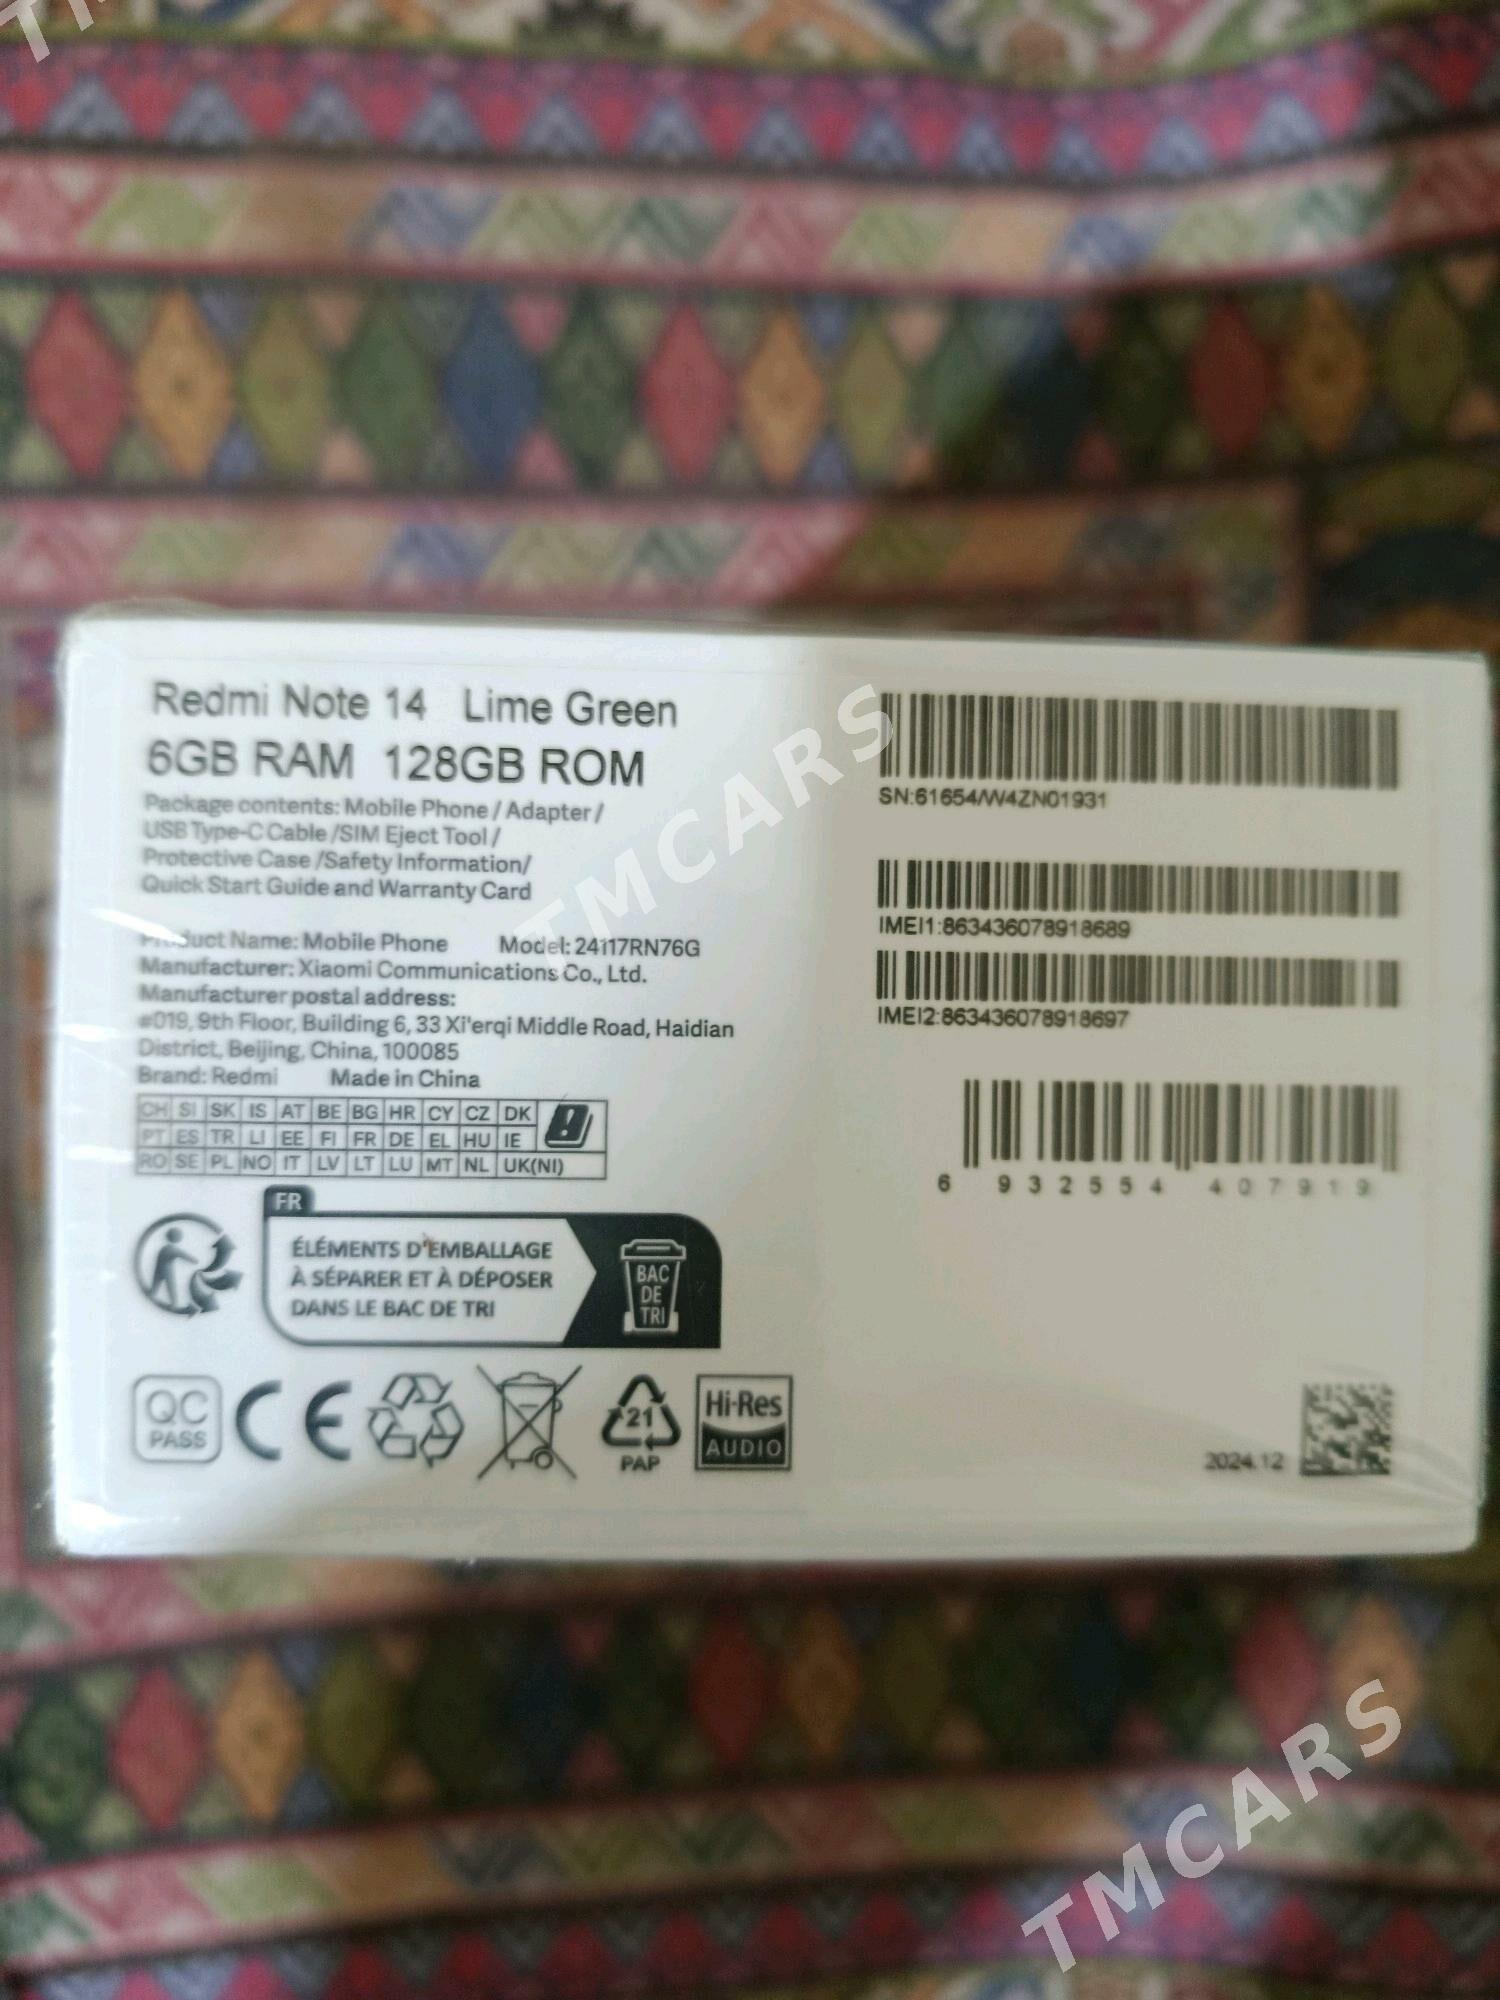 Redmi Note 14 Lime Green
6GB RAM 128GB ROM
Package contents: Mobile Phone / Adapter /
USB Type-C Cable /SIM Eject Tool /
Protective Case /Safety Information/
Quick Start Guide and Warranty Card
Product Name: Mobile Phone Model: 24117RN76G
Manufacturer: Xiaomi Communications Co., Ltd.
Manufacturer postal address:
#019, 9th Floor, Building 6, 33 Xi'erqi Middle Road, Haidian
District, Beijing, China, 100085
Brand: Redmi Made in China
CH SI SK IS AT BE BG HR CY CZ DK
PT ES TR LI EE FI FR DE EL HU IE
RO SE PL NO IT LV LT LU MT NL UK(NI)
FR
ÉLÉMENTS D'EMBALLAGE
À SÉPARER ET À DÉPOSER
DANS LE BAC DE TRI
BAC
DE
TRI
QC
PASS
CE
21
PAP
Hi-Res
AUDIO
SN:61654/W4ZN01931
IMEI1:863436078918689
IMEI2:863436078918697
6 932554 407919
2024.12
TMCARS
TMCARS